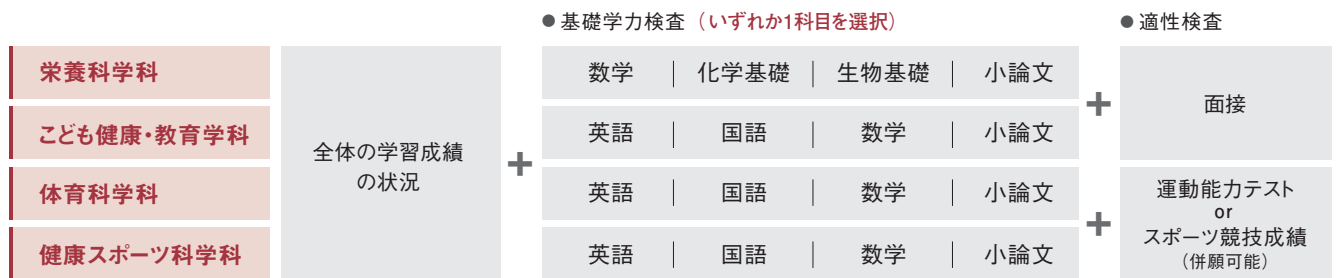 ● 基礎学力検査 （いずれか1科目を選択）
● 適性検査
栄養科学科
数学 | 化学基礎 | 生物基礎 | 小論文
こども健康・教育学科
英語 | 国語 | 数学 | 小論文
体育科学科
英語 | 国語 | 数学 | 小論文
健康スポーツ科学科
英語 | 国語 | 数学 | 小論文
全体の学習成績
の状況
+
+
面接
+
運動能力テスト
or
スポーツ競技成績
（併願可能）